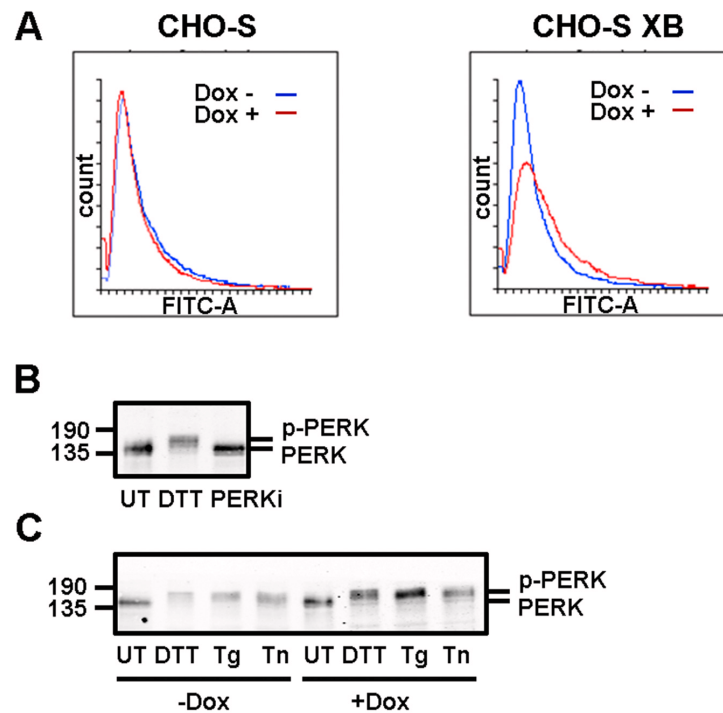 A
CHO-S
CHO-S XB
Dox -
Dox +
count
FITC-A
Dox -
Dox +
count
FITC-A
B
190
135
p-PERK
PERK
UT DTT PERKi
C
190
135
p-PERK
PERK
UT DTT Tg Tn UT DTT Tg Tn
-Dox +Dox